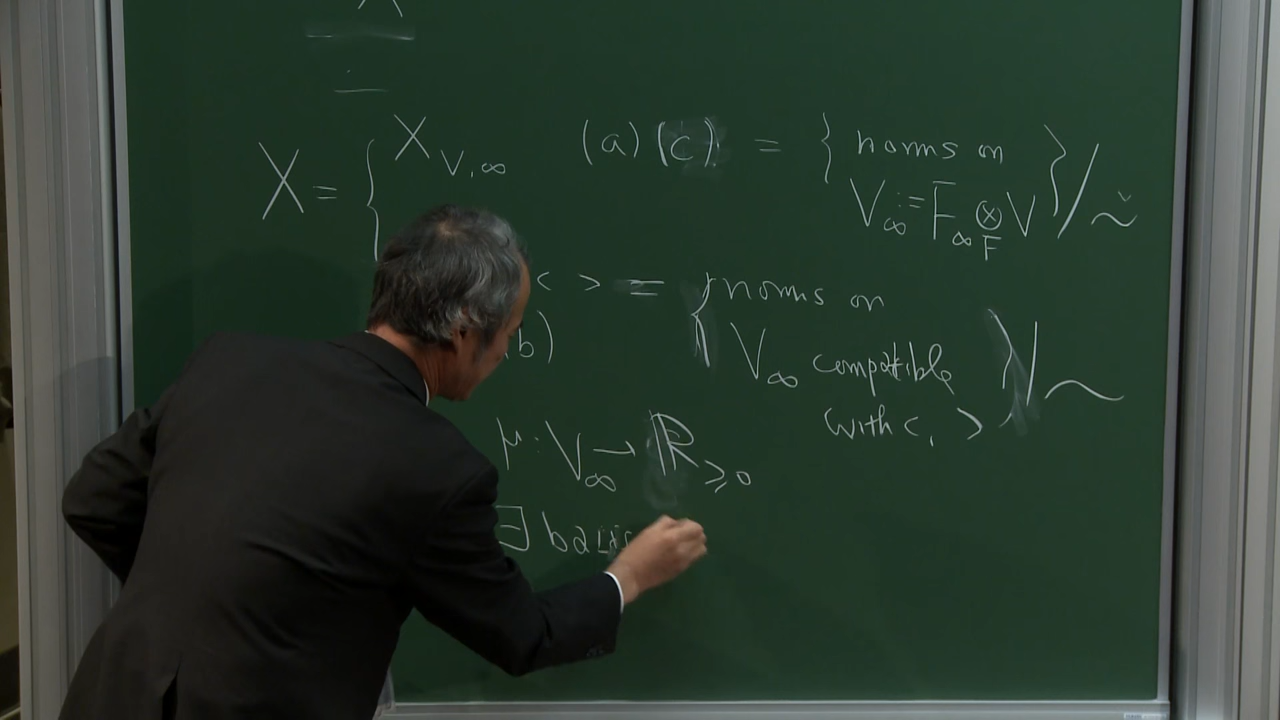 X = { X_{V,∞} (a) (c) = { norms on
V_∞ := F_∞ ⊗_F V } / ~
< > = { norms on
b) V_∞ compatible } / ~
with < , >
μ : V_∞ → ℝ_{≥0}
∃ basis